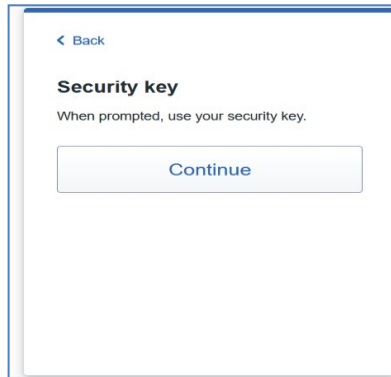 Back
Security key
When prompted, use your security key.
Continue